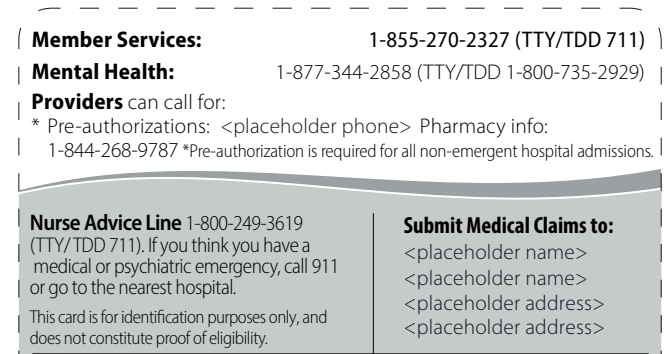 Member Services: 1-855-270-2327 (TTY/TDD 711)
Mental Health: 1-877-344-2858 (TTY/TDD 1-800-735-2929)
Providers can call for:
* Pre-authorizations: <placeholder phone> Pharmacy info:
1-844-268-9787 *Pre-authorization is required for all non-emergent hospital admissions.
Nurse Advice Line 1-800-249-3619
(TTY/TDD 711). If you think you have a
medical or psychiatric emergency, call 911
or go to the nearest hospital.
This card is for identification purposes only, and
does not constitute proof of eligibility.
Submit Medical Claims to:
<placeholder name>
<placeholder name>
<placeholder address>
<placeholder address>